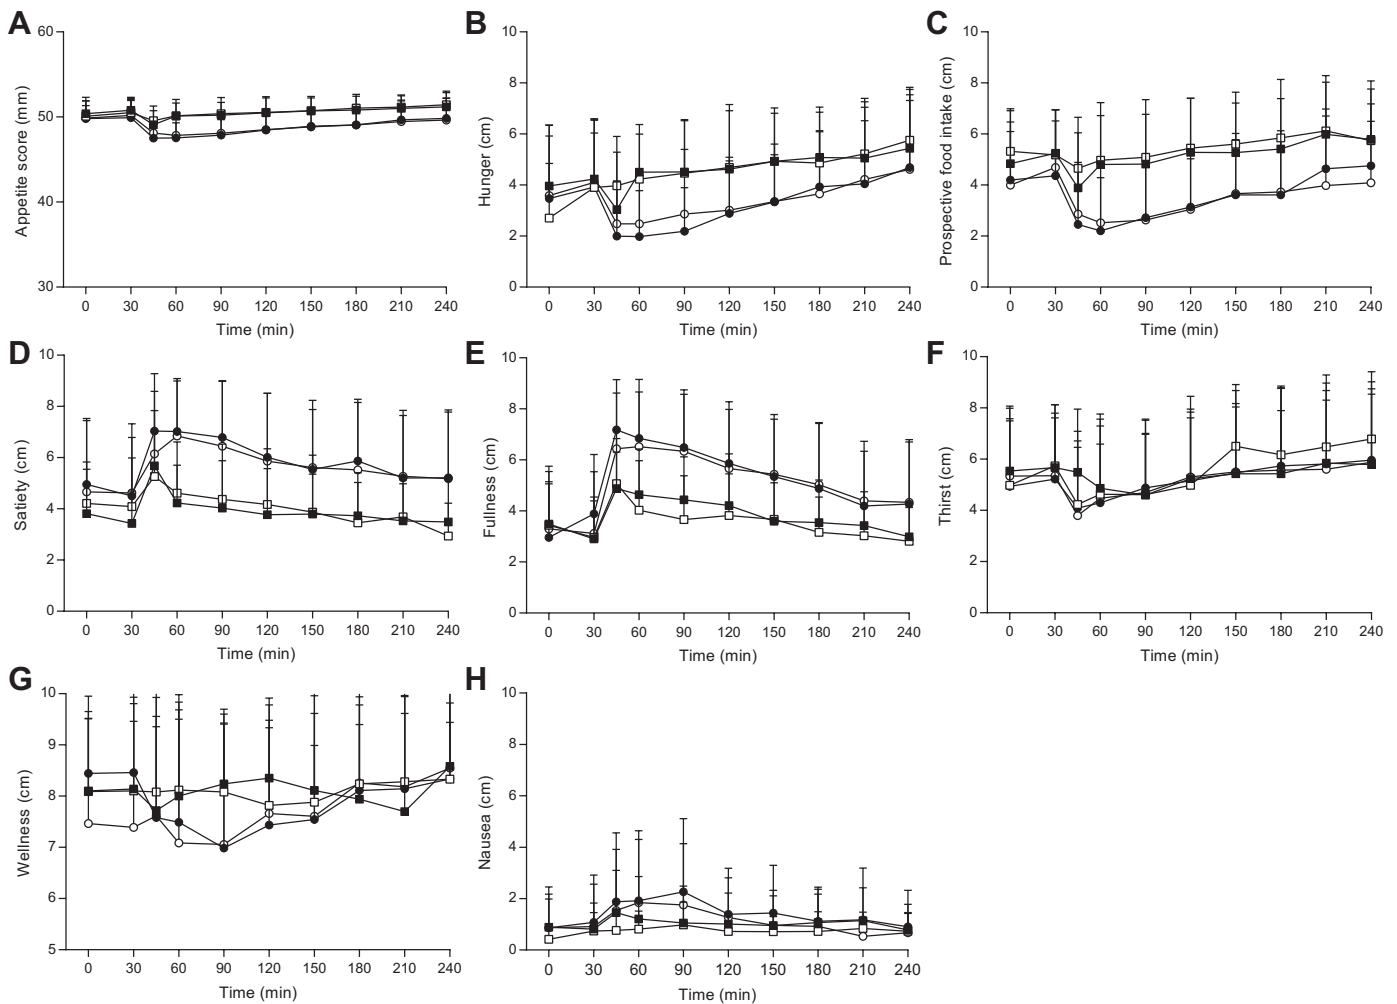 A
Appetite score (mm)
60
50
40
30
0 30 60 90 120 150 180 210 240
Time (min)
B
Hunger (cm)
10
8
6
4
2
0
0 30 60 90 120 150 180 210 240
Time (min)
C
Prospective food intake (cm)
10
8
6
4
2
0
0 30 60 90 120 150 180 210 240
Time (min)
D
Satiety (cm)
10
8
6
4
2
0
0 30 60 90 120 150 180 210 240
Time (min)
E
Fullness (cm)
10
8
6
4
2
0
0 30 60 90 120 150 180 210 240
Time (min)
F
Thirst (cm)
10
8
6
4
2
0
0 30 60 90 120 150 180 210 240
Time (min)
G
Wellness (cm)
10
9
8
7
6
5
0 30 60 90 120 150 180 210 240
Time (min)
H
Nausea (cm)
10
8
6
4
2
0
0 30 60 90 120 150 180 210 240
Time (min)